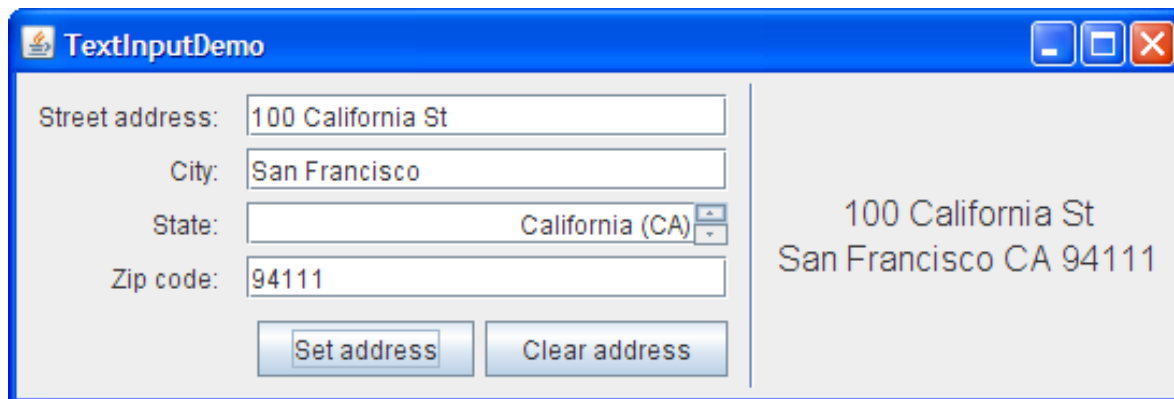 TextInputDemo
Street address: 100 California St
City: San Francisco
State: California (CA)
Zip code: 94111
Set address Clear address
100 California St
San Francisco CA 94111